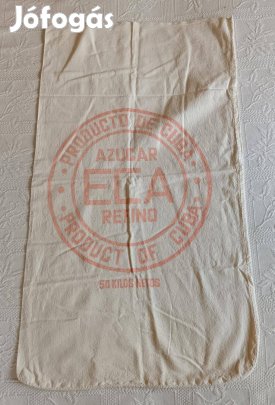 Jófogás
PRODUCTO DE CUBA
AZUCAR
ECA
REFINO
PRODUCT OF CUBA
50 KILOS NETOS